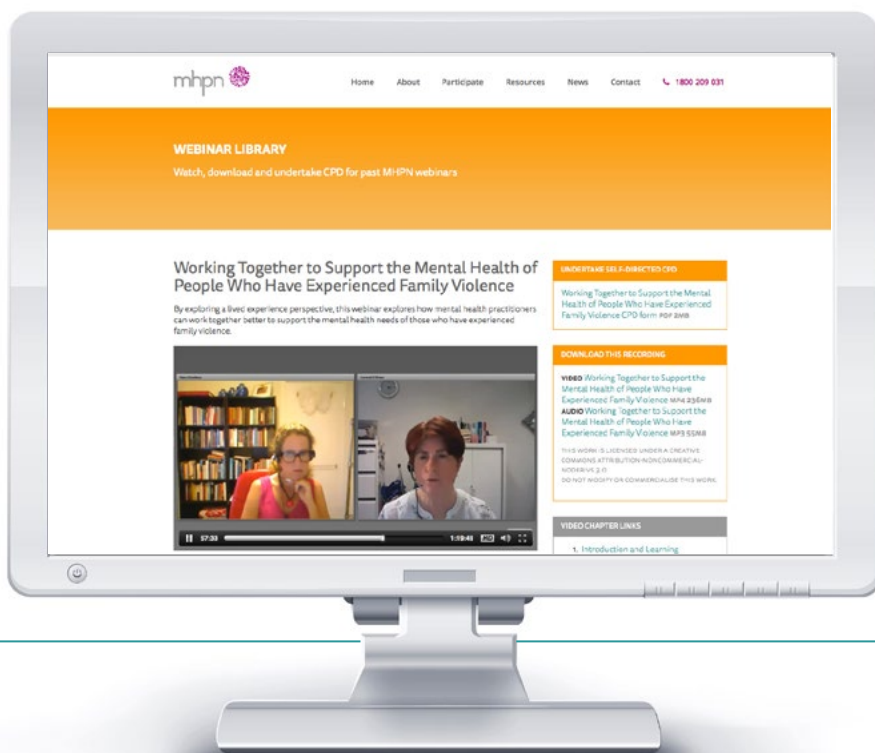 mhpn
Home About Participate Resources News Contact 1800 209 031
WEBINAR LIBRARY
Watch, download and undertake CPD for past MHPN webinars
Working Together to Support the Mental Health of
People Who Have Experienced Family Violence
By exploring a lived experience perspective, this webinar explores how mental health practitioners
can work together better to support the mental health needs of those who have experienced
family violence.
57:33 1:19:48 HD
UNDERTAKE SELF-DIRECTED CPD
Working Together to Support the Mental
Health of People Who Have Experienced
Family Violence CPD form PDF 2MB
DOWNLOAD THIS RECORDING
VIDEO Working Together to Support the
Mental Health of People Who Have
Experienced Family Violence MP4 236MB
AUDIO Working Together to Support the
Mental Health of People Who Have
Experienced Family Violence MP3 55MB
THIS WORK IS LICENSED UNDER A CREATIVE
COMMONS ATTRIBUTION-NONCOMMERCIAL-
NODERIVS 3.0
DO NOT MODIFY OR COMMERCIALISE THIS WORK.
VIDEO CHAPTER LINKS
1. Introduction and Learning